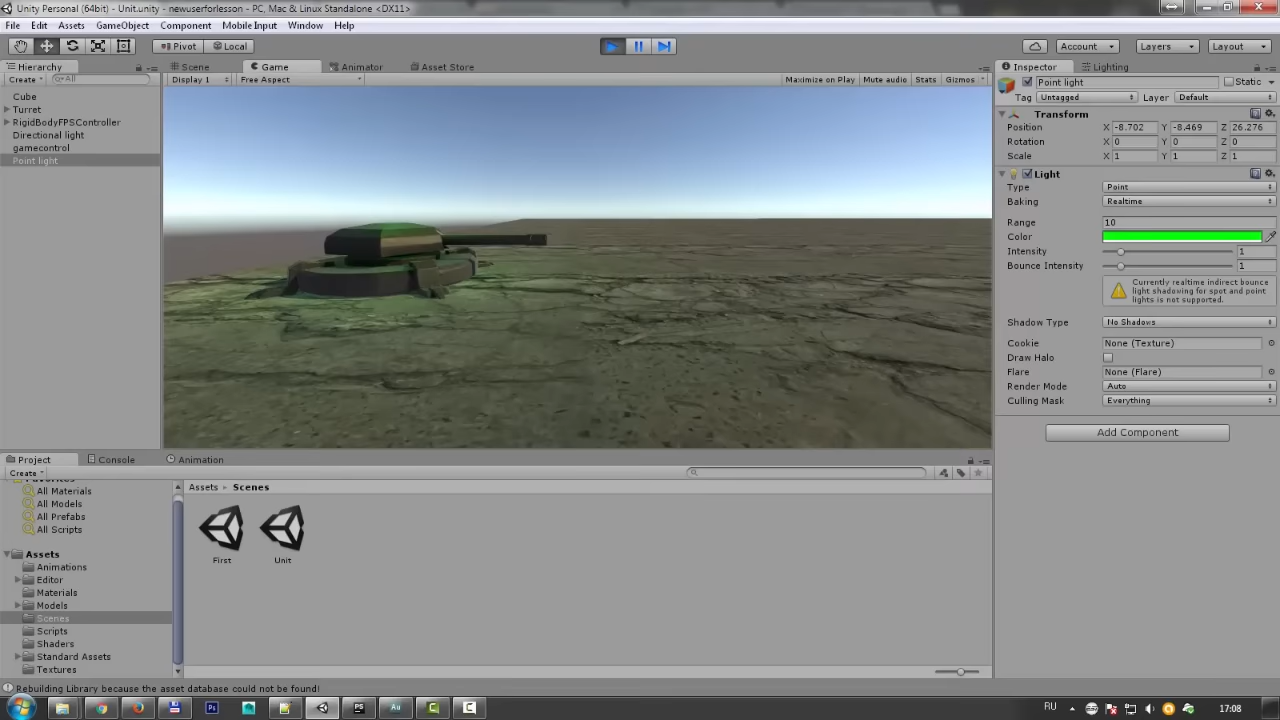 Unity Personal (64bit) - Unit.unity - newuserforlesson - PC, Mac & Linux Standalone <DX11>
File Edit Assets GameObject Component Mobile Input Window Help
Pivot Local Account Layers Layout
Hierarchy Scene Game Animator Asset Store Inspector Lighting
Create All Display 1 Free Aspect Maximize on Play Mute audio Stats Gizmos
Point light Static
Tag Untagged Layer Default
Cube
Turret
RigidBodyFPSController
Directional light
gamecontrol
Point light
Transform
Position X -8.702 Y -8.469 Z 26.276
Rotation X 0 Y 0 Z 0
Scale X 1 Y 1 Z 1
Light
Type Point
Baking Realtime
Range 10
Color
Intensity 1
Bounce Intensity 1
Currently realtime indirect bounce
light shadowing for spot and point
lights is not supported.
Shadow Type No Shadows
Cookie None (Texture)
Draw Halo
Flare None (Flare)
Render Mode Auto
Culling Mask Everything
Add Component
Project Console Animation
Create
Favorites
All Materials
All Models
All Prefabs
All Scripts
Assets
Animations
Editor
Materials
Models
Scenes
Scripts
Shaders
Standard Assets
Textures
Assets Scenes
First Unit
Rebuilding Library because the asset database could not be found!
Ps Au C C RU 17:08